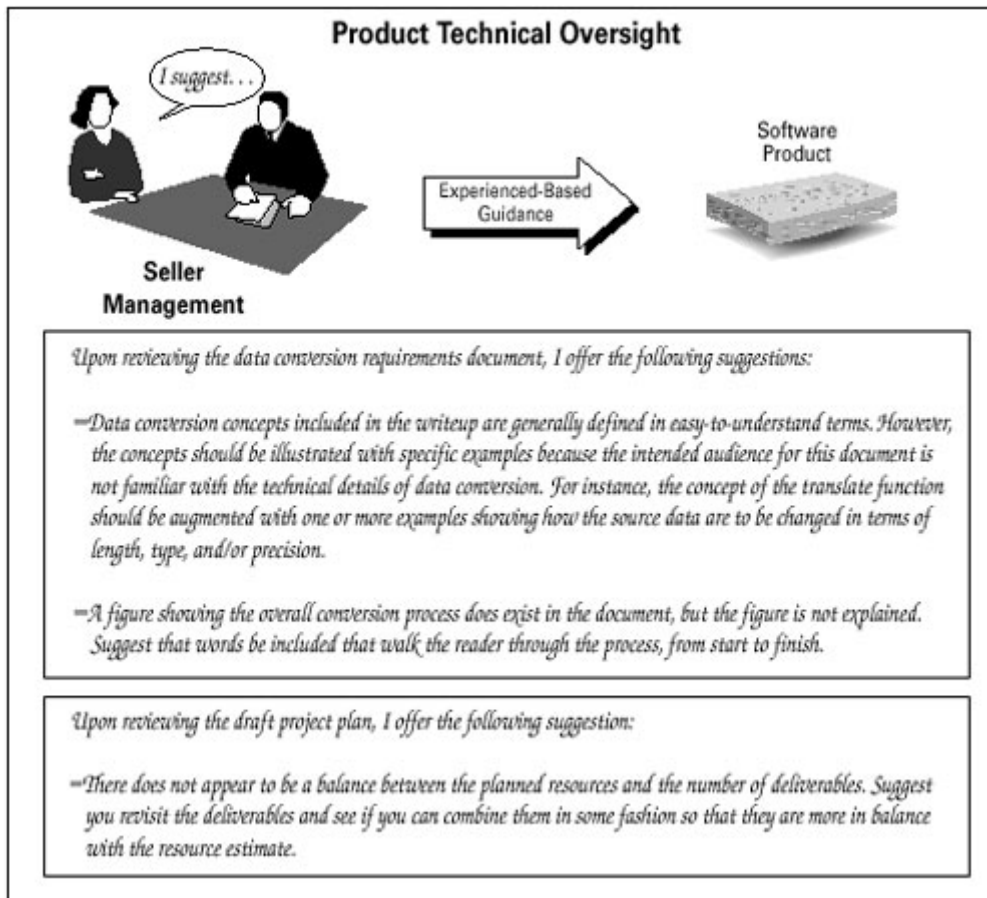 Product Technical Oversight
I suggest. . .
Software
Product
Experienced-Based
Guidance
Seller
Management
Upon reviewing the data conversion requirements document, I offer the following suggestions:
–Data conversion concepts included in the writeup are generally defined in easy-to-understand terms. However,
the concepts should be illustrated with specific examples because the intended audience for this document is
not familiar with the technical details of data conversion. For instance, the concept of the translate function
should be augmented with one or more examples showing how the source data are to be changed in terms of
length, type, and/or precision.
–A figure showing the overall conversion process does exist in the document, but the figure is not explained.
Suggest that words be included that walk the reader through the process, from start to finish.
Upon reviewing the draft project plan, I offer the following suggestion:
–There does not appear to be a balance between the planned resources and the number of deliverables. Suggest
you revisit the deliverables and see if you can combine them in some fashion so that they are more in balance
with the resource estimate.